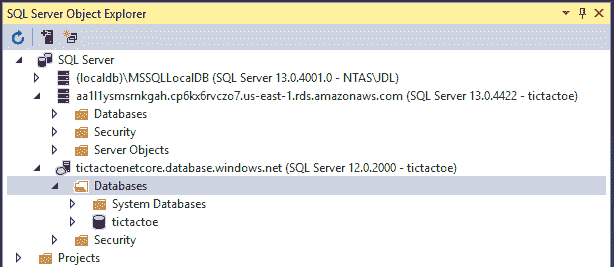 SQL Server Object Explorer
SQL Server
(localdb)\MSSQLLocalDB (SQL Server 13.0.4001.0 - NTAS\JDL)
aa1l1ysmsrnkgah.cp6kx6rvczo7.us-east-1.rds.amazonaws.com (SQL Server 13.0.4422 - tictactoe)
Databases
Security
Server Objects
tictactoenetcore.database.windows.net (SQL Server 12.0.2000 - tictactoe)
Databases
System Databases
tictactoe
Security
Projects